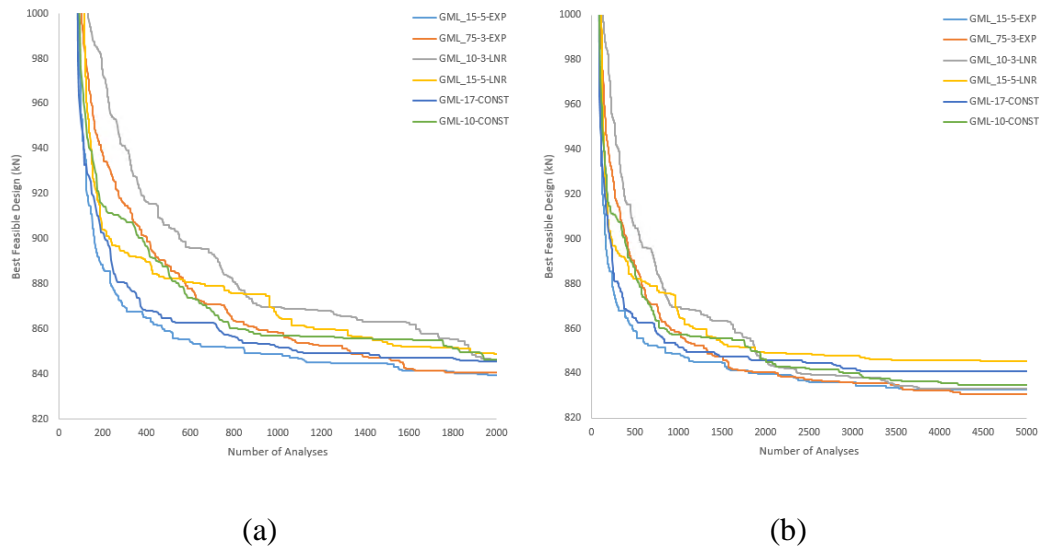 1000
980
960
940
920
900
880
860
840
820
Best Feasible Design (kN)
0 200 400 600 800 1000 1200 1400 1600 1800 2000
Number of Analyses
GML_15-5-EXP
GML_75-3-EXP
GML_10-3-LNR
GML_15-5-LNR
GML-17-CONST
GML-10-CONST
(a)
1000
980
960
940
920
900
880
860
840
820
Best Feasible Design (kN)
0 500 1000 1500 2000 2500 3000 3500 4000 4500 5000
Number of Analyses
GML_15-5-EXP
GML_75-3-EXP
GML_10-3-LNR
GML_15-5-LNR
GML-17-CONST
GML-10-CONST
(b)